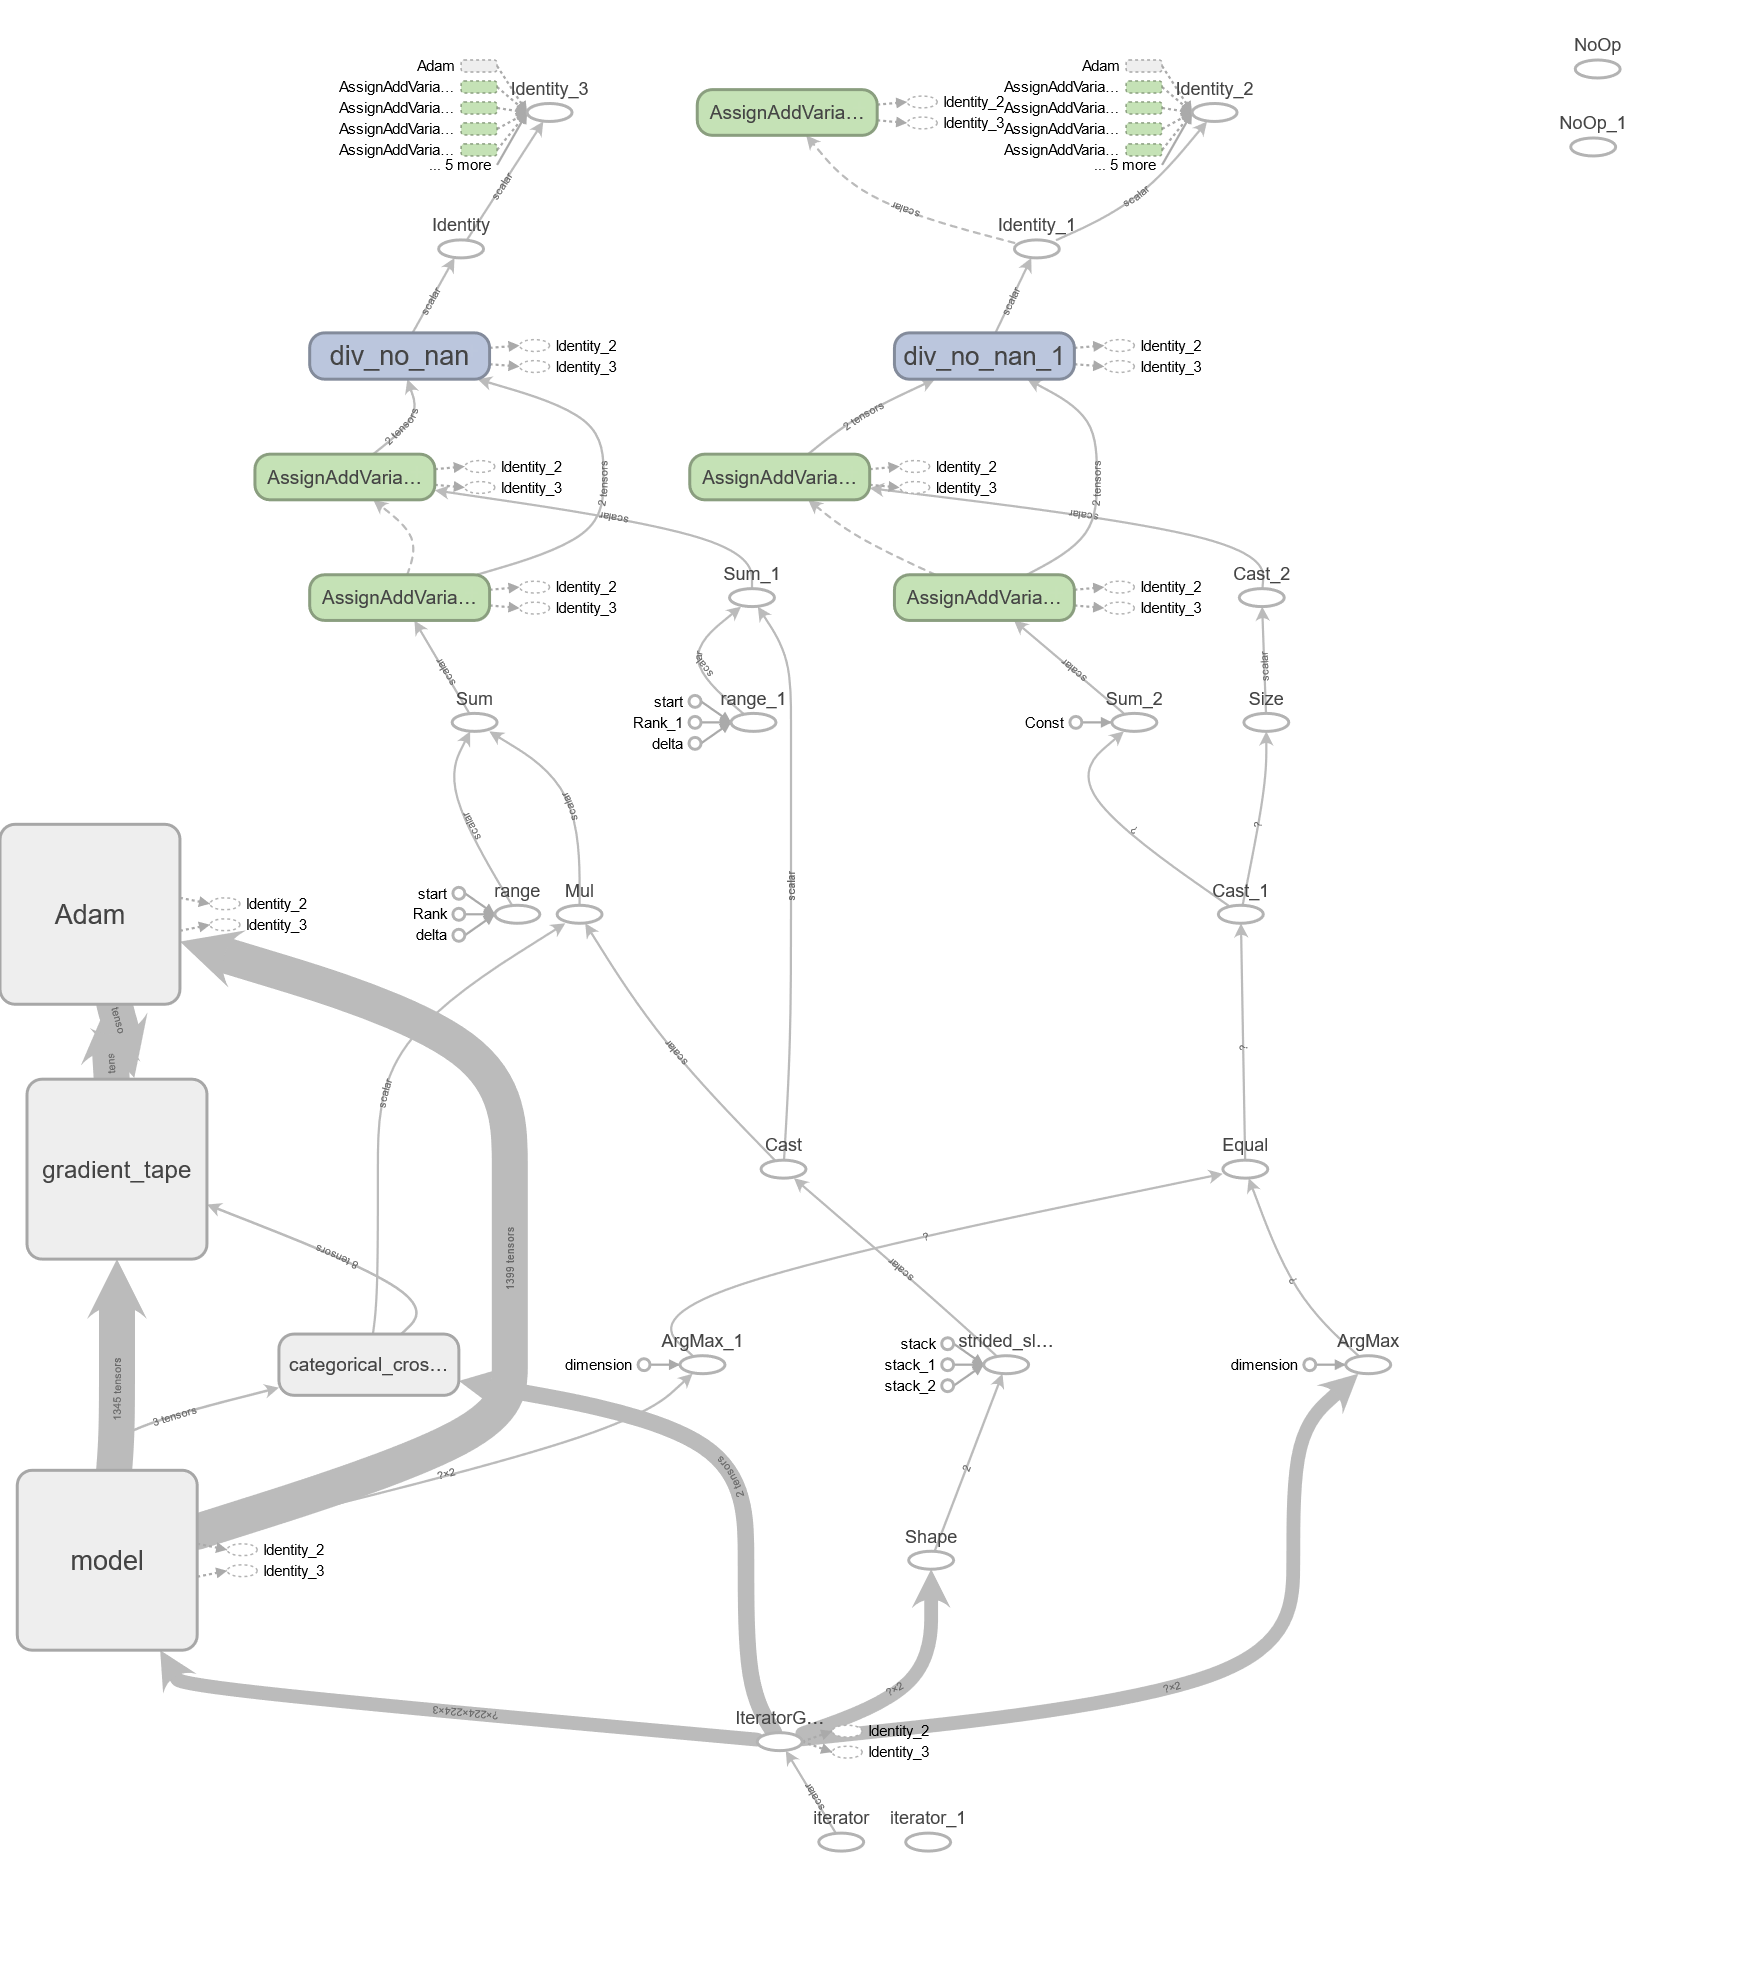 NoOp
Adam
Identity_3
AssignAddVaria...
AssignAddVaria...
AssignAddVaria...
AssignAddVaria...
... 5 more
AssignAddVaria...
Identity_2
Identity_3
Adam
Identity_2
AssignAddVaria...
AssignAddVaria...
AssignAddVaria...
AssignAddVaria...
... 5 more
NoOp_1
scalar
scalar
scalar
Identity
Identity_1
scalar
scalar
div_no_nan
Identity_2
Identity_3
div_no_nan_1
Identity_2
Identity_3
2 tensors
2 tensors
AssignAddVaria...
Identity_2
Identity_3
2 tensors
AssignAddVaria...
Identity_2
Identity_3
2 tensors
scalar
scalar
AssignAddVaria...
Identity_2
Identity_3
Sum_1
AssignAddVaria...
Identity_2
Identity_3
Cast_2
scalar
scalar
scalar
scalar
Sum
start
range_1
Rank_1
delta
Sum_2
Const
Size
scalar
scalar
?
?
Adam
Identity_2
Identity_3
start
range
Rank
delta
Mul
scalar
Cast_1
tenso
tens
scalar
scalar
?
gradient_tape
Cast
Equal
8 tensors
1399 tensors
?
scalar
?
categorical_cros...
ArgMax_1
dimension
stack
strided_sl...
stack_1
stack_2
ArgMax
dimension
1345 tensors
3 tensors
?×2
2 tensors
2
model
Identity_2
Identity_3
Shape
?×224×224×3
?×2
?×2
IteratorG...
Identity_2
Identity_3
scalar
iterator
iterator_1